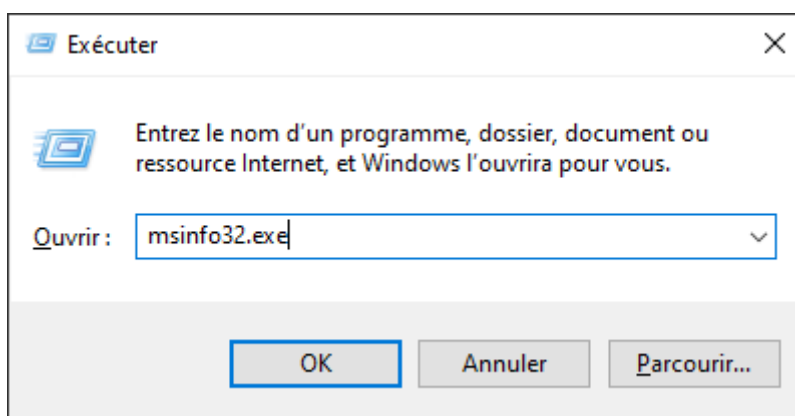 Exécuter
Entrez le nom d’un programme, dossier, document ou
ressource Internet, et Windows l’ouvrira pour vous.
Ouvrir : msinfo32.exe
OK Annuler Parcourir...